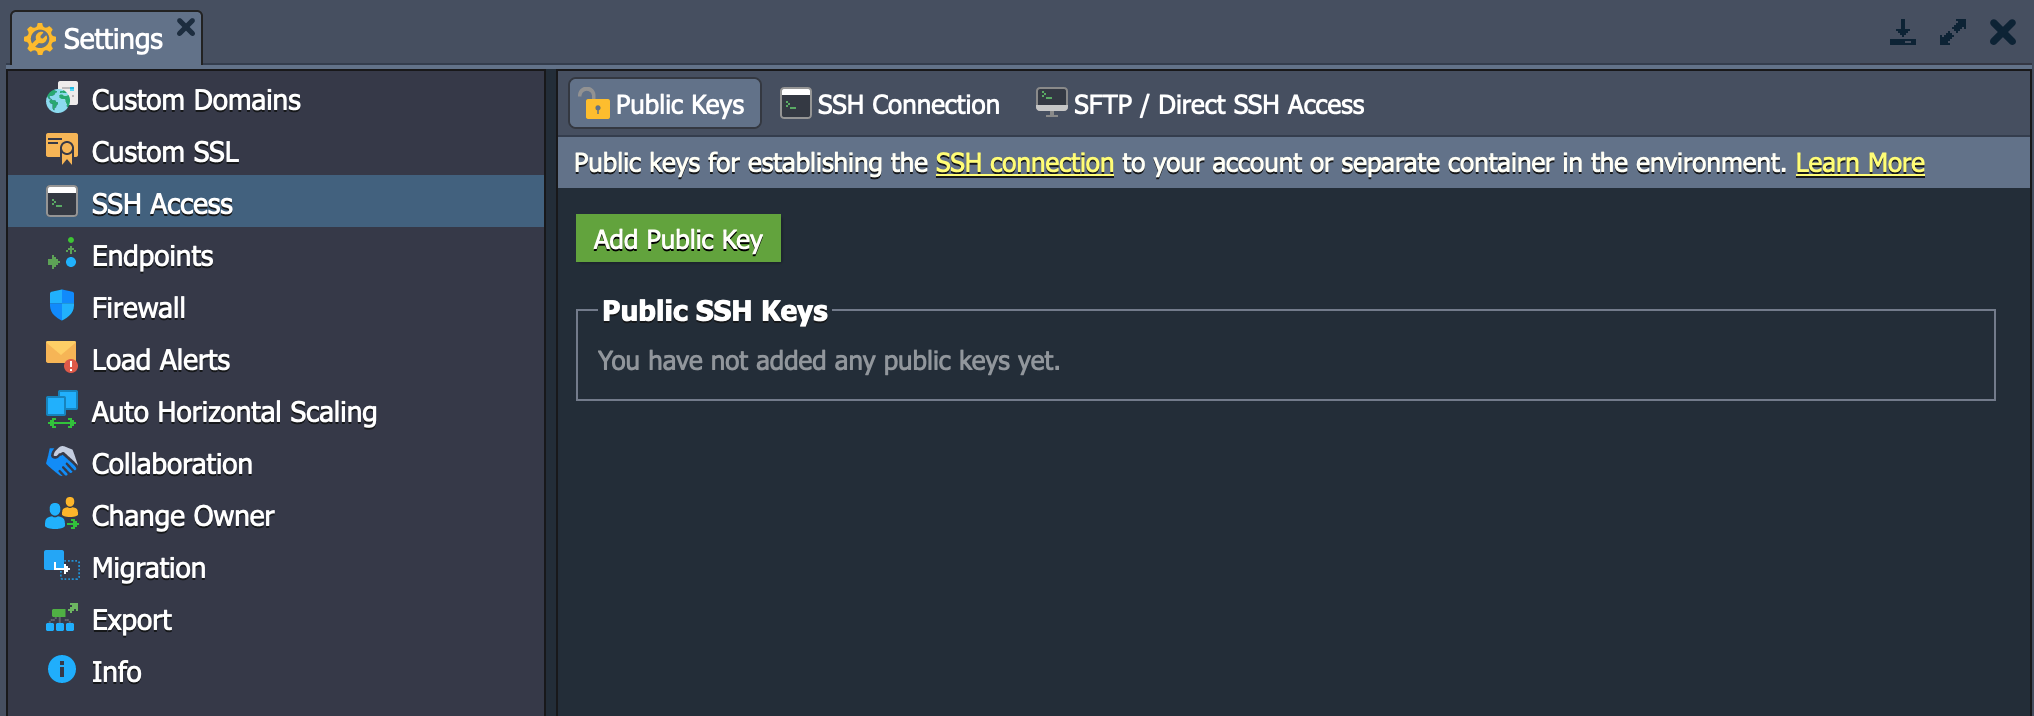 Settings
Custom Domains
Custom SSL
SSH Access
Endpoints
Firewall
Load Alerts
Auto Horizontal Scaling
Collaboration
Change Owner
Migration
Export
Info
Public Keys
SSH Connection
SFTP / Direct SSH Access
Public keys for establishing the SSH connection to your account or separate container in the environment. Learn More
Add Public Key
Public SSH Keys
You have not added any public keys yet.